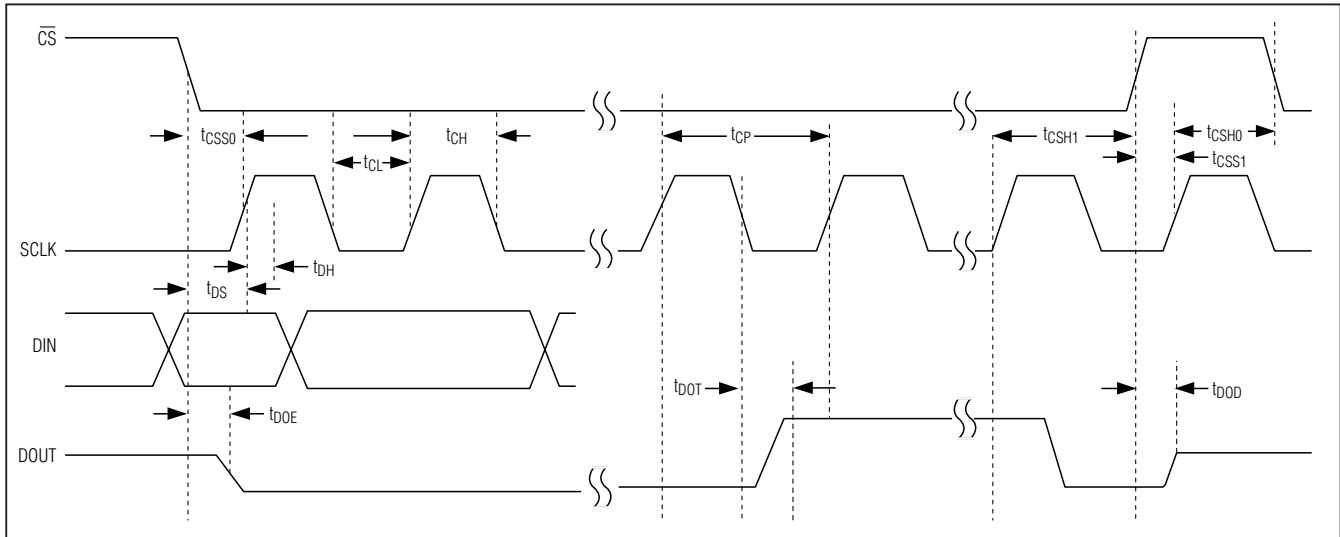 CS
tCSS0
tCH
tCP
tCSH1
tCSH0
tCL
tCSS1
SCLK
tDH
tDS
DIN
tDOT
tDOD
tDOE
DOUT